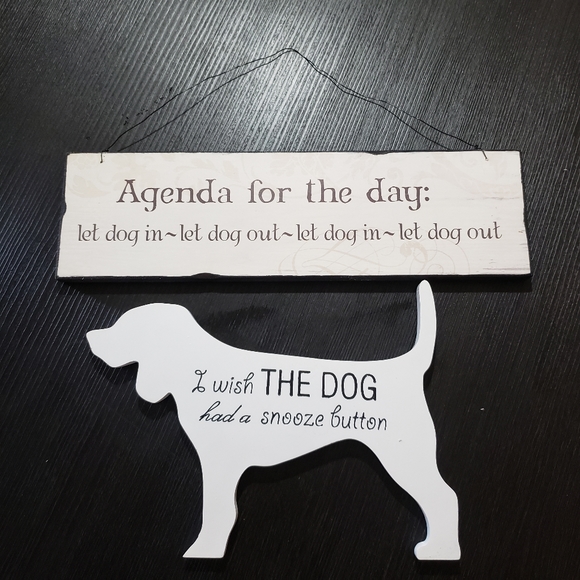 Agenda for the day:
let dog in~let dog out~let dog in~let dog out
I wish THE DOG
had a snooze button